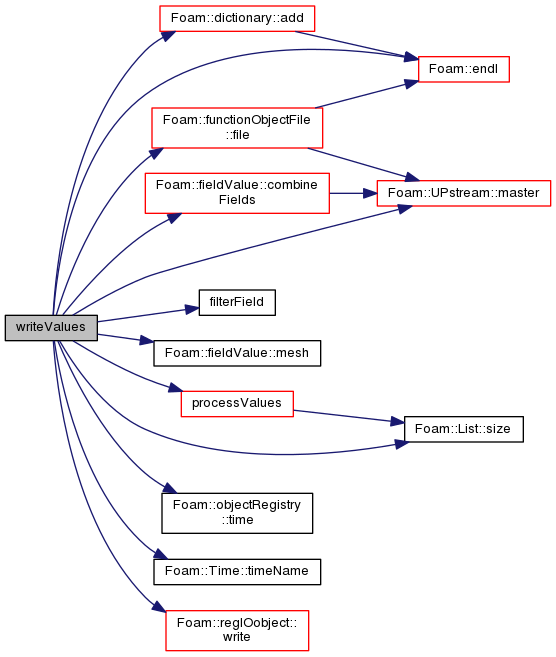 Foam::dictionary::add
Foam::endl
Foam::functionObjectFile
::file
Foam::fieldValue::combine
Fields
Foam::UPstream::master
filterField
writeValues
Foam::fieldValue::mesh
processValues
Foam::List::size
Foam::objectRegistry
::time
Foam::Time::timeName
Foam::regIOobject::
write